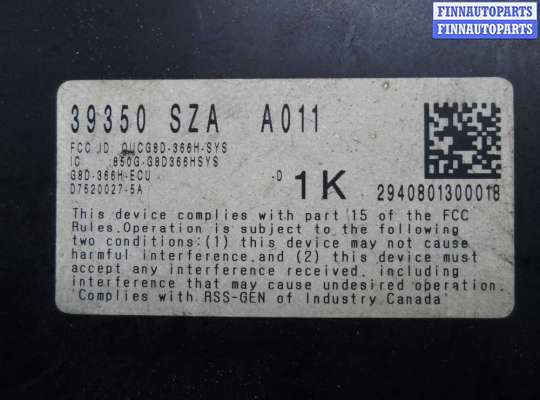 FINNAUTOPARTS
FINNAUTOPARTS
39350 SZA A011
FCC ID: OUCG8D-366H-SYS
IC 850G-G8D366HSYS
G8D-366H-ECU -D
D7520027-5A 1K 2940801300018
This device complies with part 15 of the FCC
Rules.Operation is subject to the following
two conditions:(1) this device may not cause
harmful interference.and (2) this device must
accept any interference received, including
interference that may cause undesired operation.
'Complies with RSS-GEN of Industry Canada'